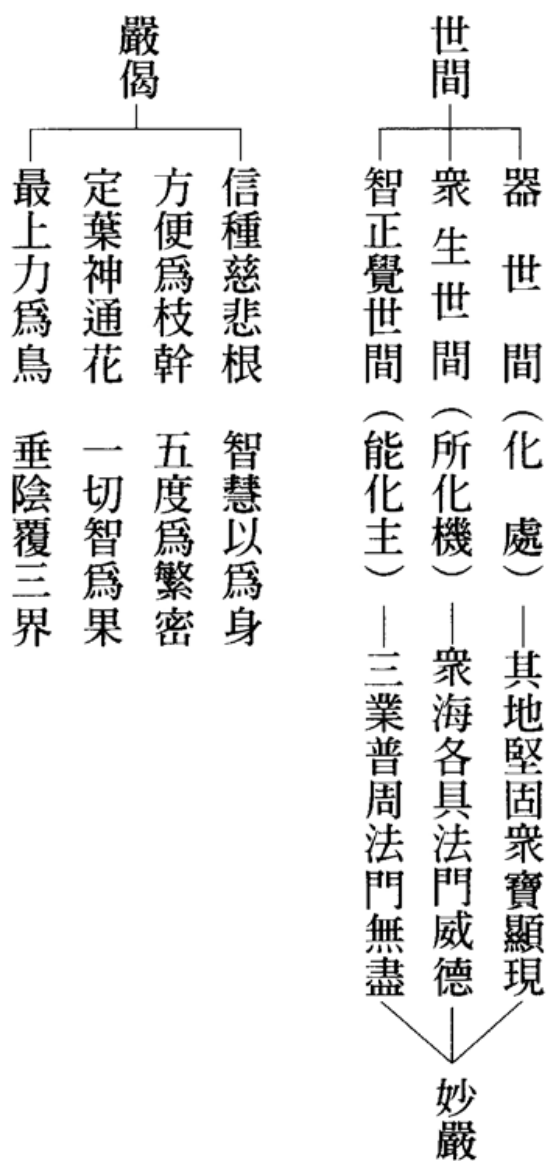 世間
器世間（化處）—其地堅固衆寶顯現
衆生世間（所化機）—衆海各具法門威德
智正覺世間（能化主）—三業普周法門無盡
妙嚴
嚴偈
信種慈悲根　智慧以爲身
方便爲枝幹　五度爲繁密
定葉神通花　一切智爲果
最上力爲鳥　垂陰覆三界